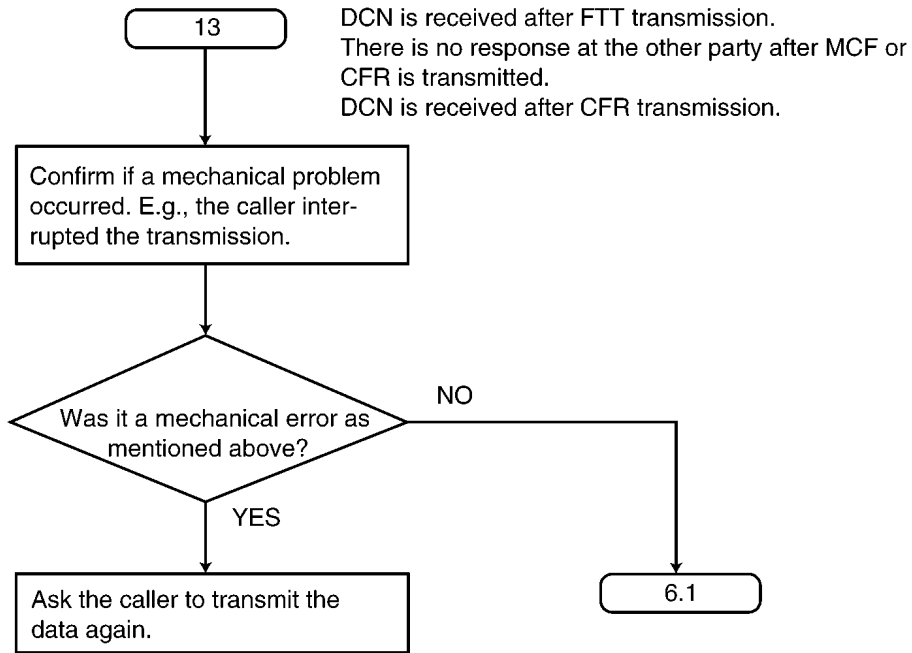 13
DCN is received after FTT transmission.
There is no response at the other party after MCF or
CFR is transmitted.
DCN is received after CFR transmission.
Confirm if a mechanical problem
occurred. E.g., the caller inter-
rupted the transmission.
Was it a mechanical error as
mentioned above?
NO
YES
Ask the caller to transmit the
data again.
6.1